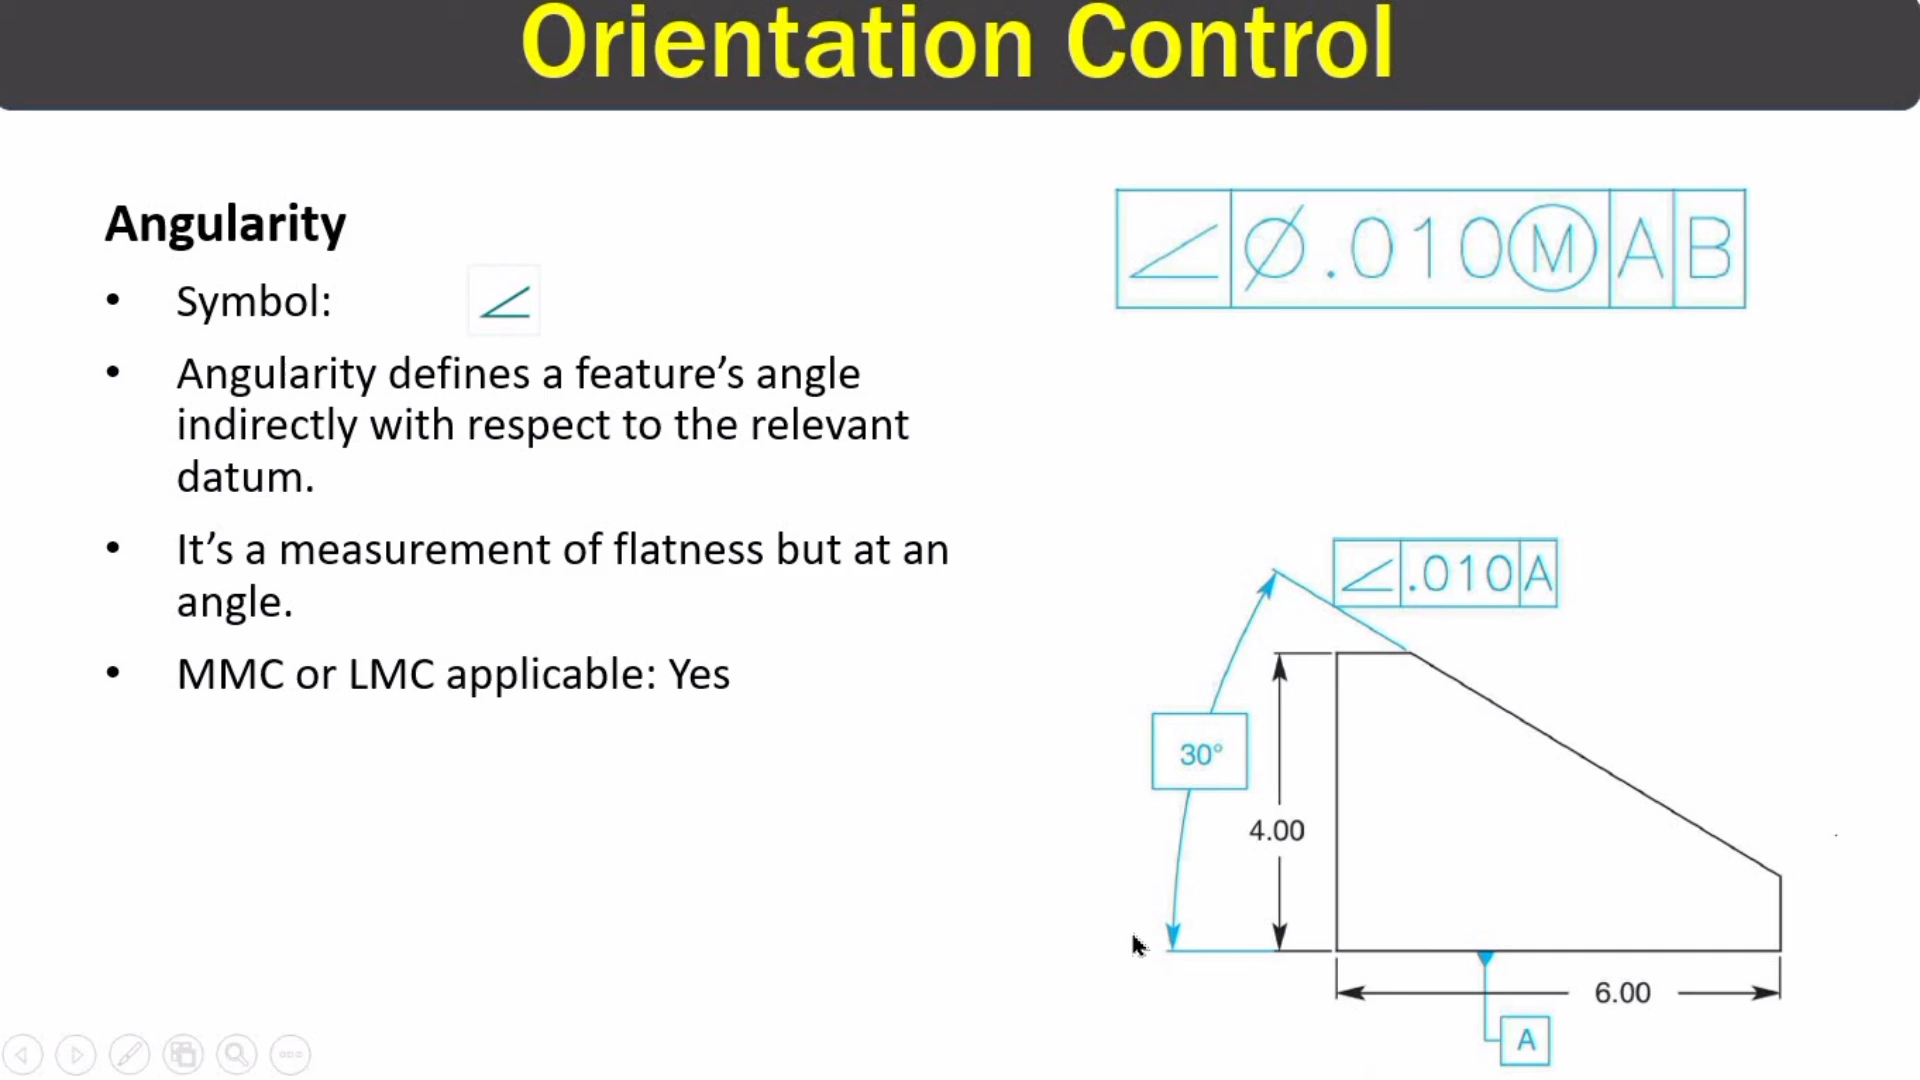 Orientation Control
Angularity
• Symbol: ∠
• Angularity defines a feature’s angle
indirectly with respect to the relevant
datum.
• It’s a measurement of flatness but at an
angle.
• MMC or LMC applicable: Yes
∠ Ø.010 Ⓜ A B
∠ .010 A
30°
4.00
6.00
A